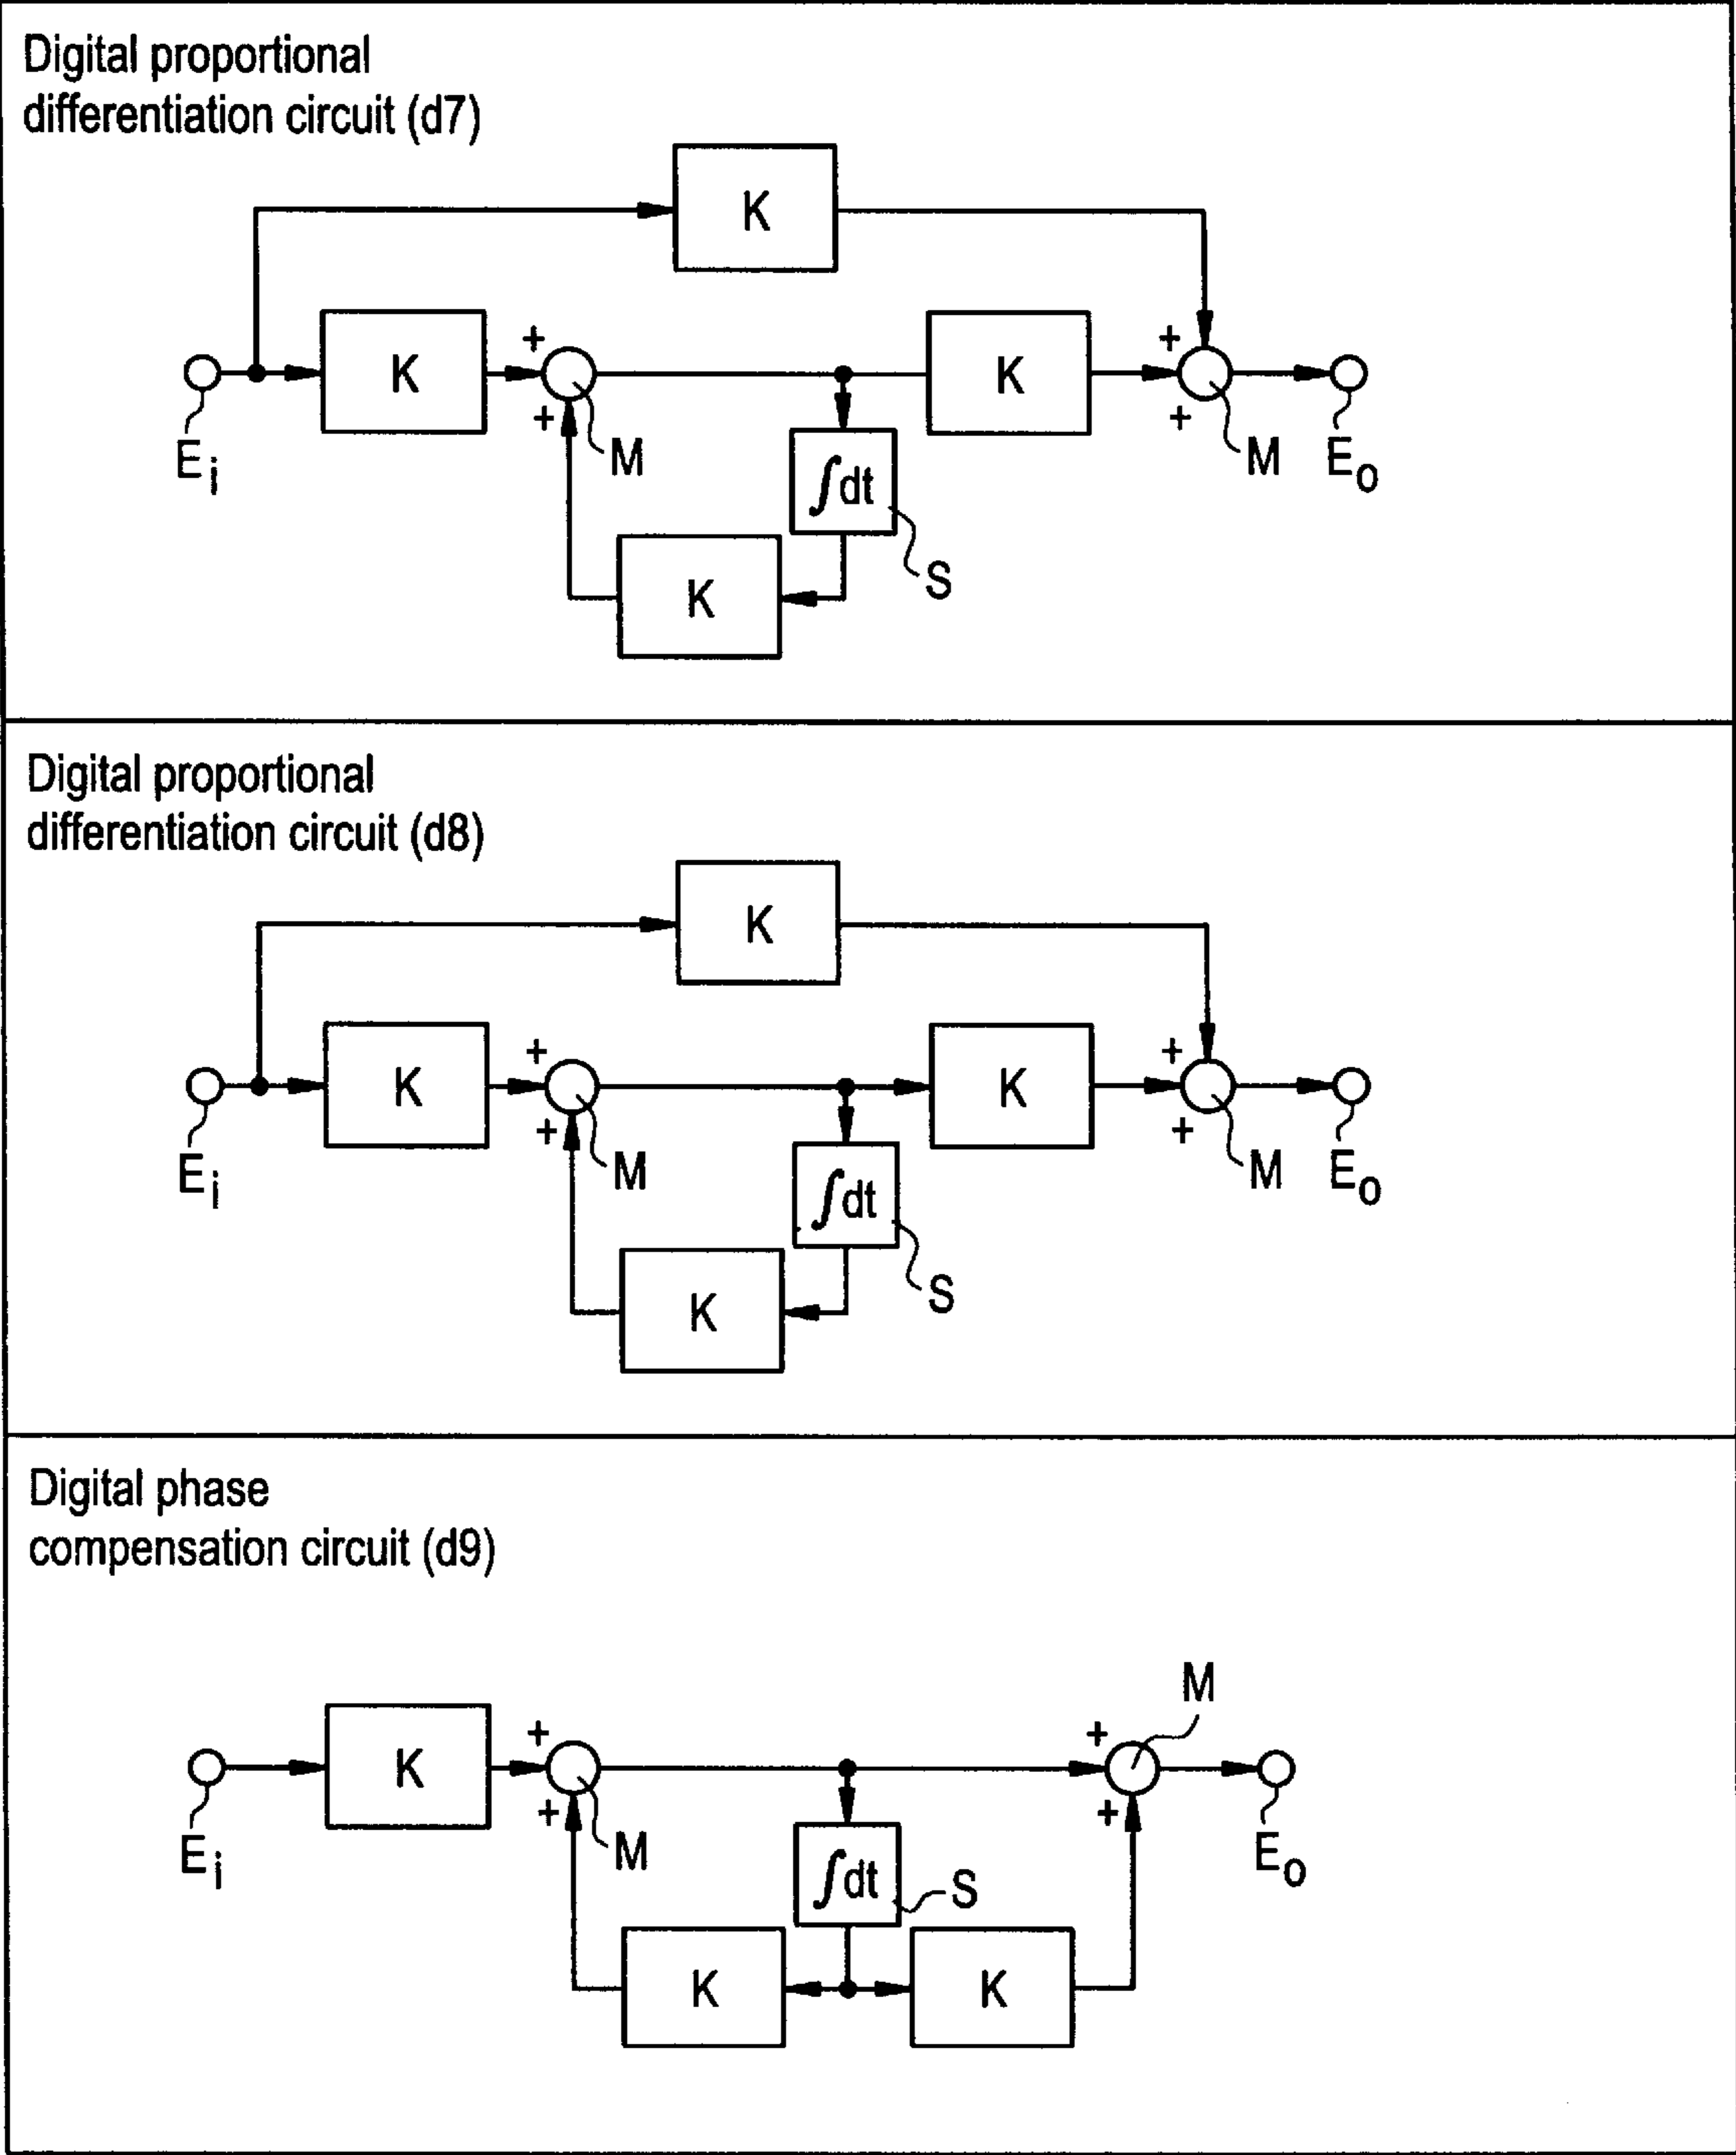 Digital proportional
differentiation circuit (d7)
K
K
+
+
M
K
+
+
M
Ei
Eo
∫dt
S
K
Digital proportional
differentiation circuit (d8)
K
K
+
+
M
K
+
+
M
Ei
Eo
∫dt
S
K
Digital phase
compensation circuit (d9)
M
K
+
+
M
+
+
Ei
Eo
∫dt
S
K
K